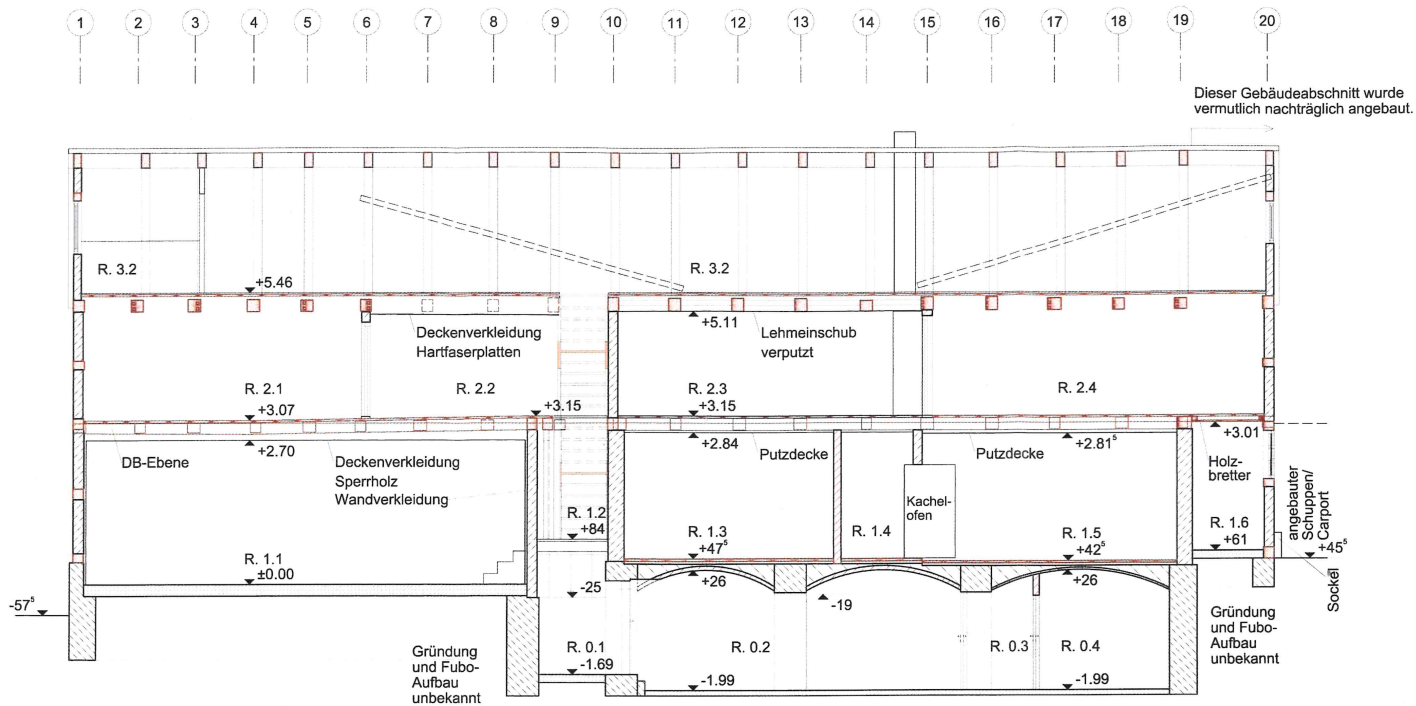 1 2 3 4 5 6 7 8 9 10 11 12 13 14 15 16 17 18 19 20
Dieser Gebäudeabschnitt wurde
vermutlich nachträglich angebaut.
R. 3.2
+5.46
R. 3.2
Deckenverkleidung
Hartfaserplatten
+5.11
Lehmeinschub
verputzt
R. 2.1
+3.07
R. 2.2
+3.15
R. 2.3
+3.15
R. 2.4
DB-Ebene
+2.70
Deckenverkleidung
Sperrholz
Wandverkleidung
+2.84
Putzdecke
Putzdecke
+2.81⁵
+3.01
Holz-
bretter
R. 1.1
±0.00
R. 1.2
+84
R. 1.3
+47⁵
R. 1.4
Kachel-
ofen
R. 1.5
+42⁵
R. 1.6
+61
angebauter
Schuppen/
Carport
+45⁵
Sockel
-57⁵
-25
+26
-19
+26
Gründung
und Fubo-
Aufbau
unbekannt
R. 0.1
-1.69
R. 0.2
-1.99
R. 0.3
R. 0.4
-1.99
Gründung
und Fubo-
Aufbau
unbekannt